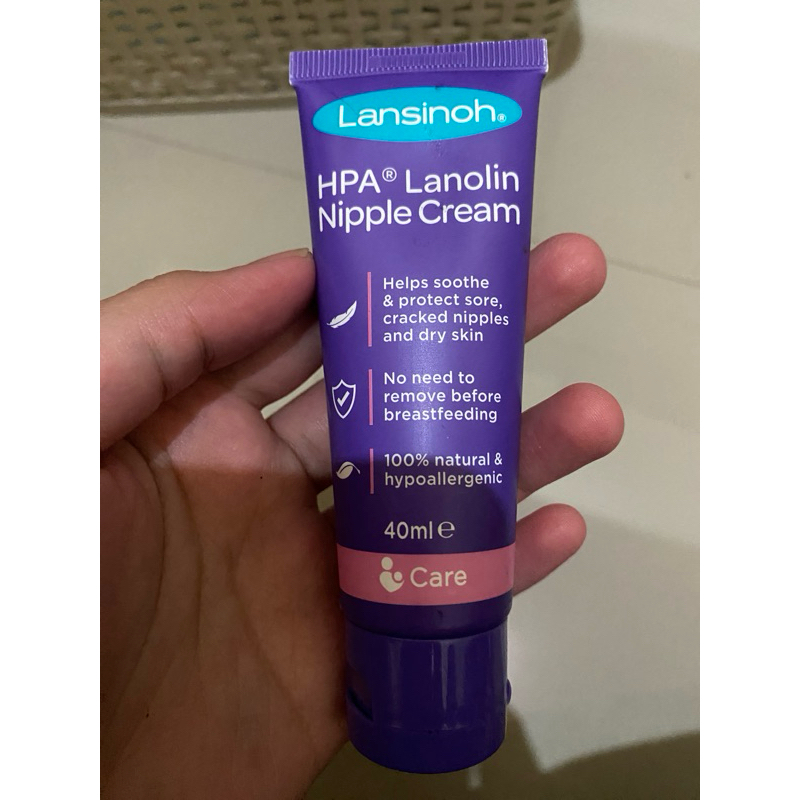 Lansinoh®
HPA® Lanolin
Nipple Cream
Helps soothe
& protect sore,
cracked nipples
and dry skin
No need to
remove before
breastfeeding
100% natural &
hypoallergenic
40ml ℮
Care